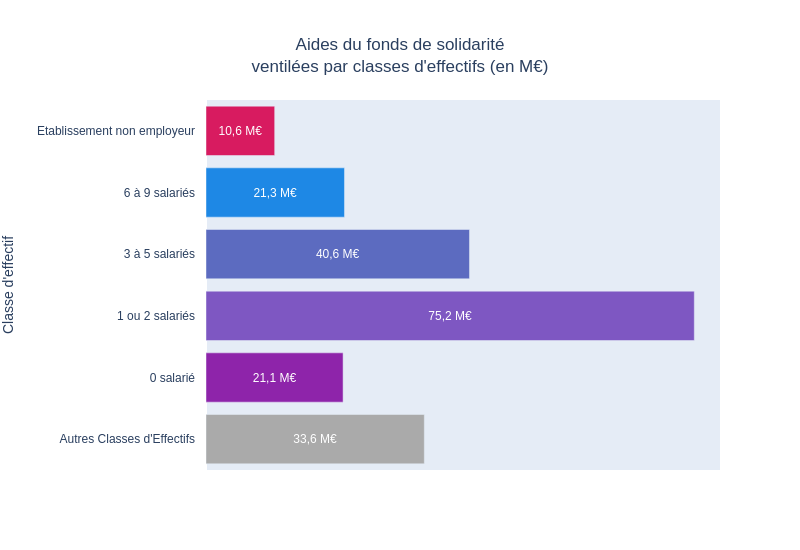 Aides du fonds de solidarité
ventilées par classes d'effectifs (en M€)
Classe d'effectif
Etablissement non employeur
10,6 M€
6 à 9 salariés
21,3 M€
3 à 5 salariés
40,6 M€
1 ou 2 salariés
75,2 M€
0 salarié
21,1 M€
Autres Classes d'Effectifs
33,6 M€